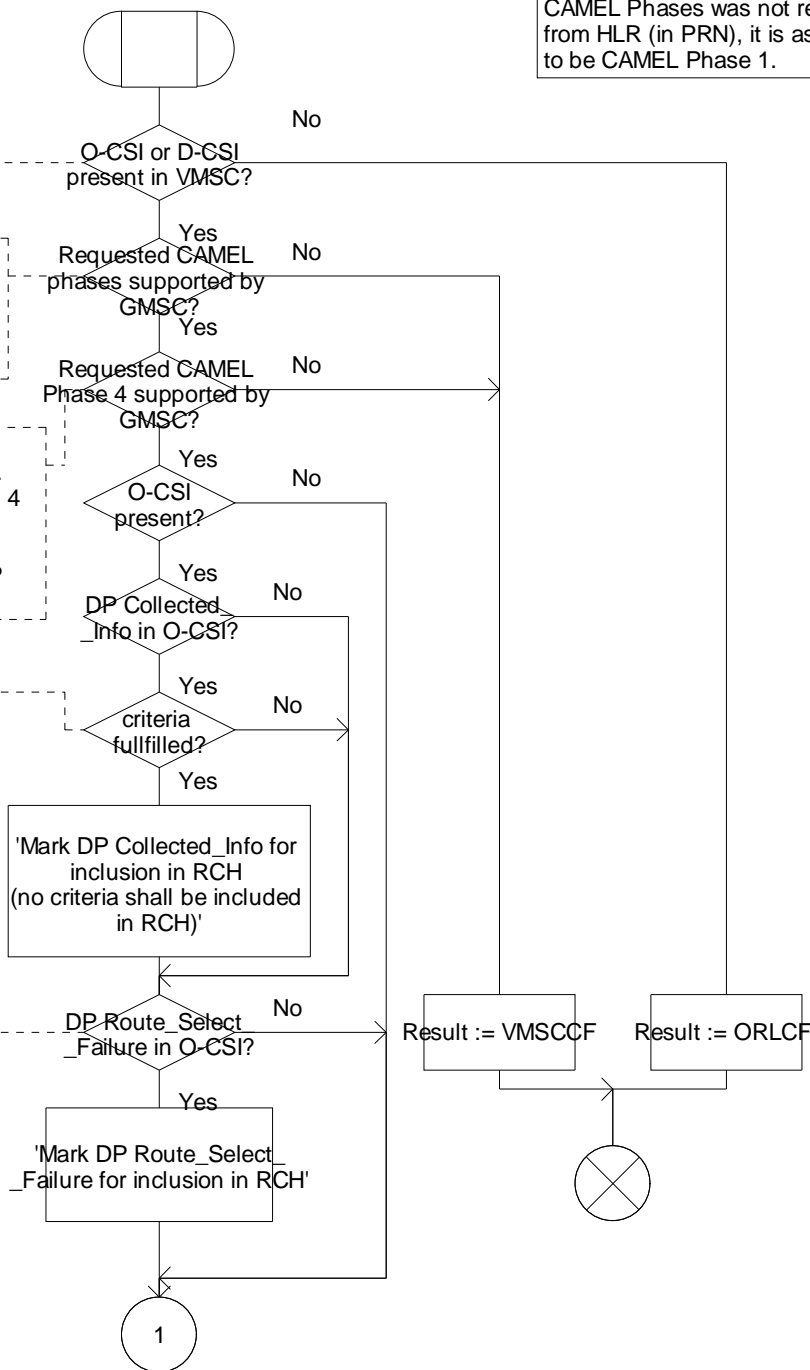 CAMEL Phases was not
from HLR (in PRN), it is
to be CAMEL Phase 1.
No
O-CSI or D-CSI
present in VMSC?
Yes
No
Requested CAMEL
phases supported by
GMSC?
Yes
No
Requested CAMEL
Phase 4 supported by
GMSC?
Yes
No
4
O-CSI
present?
Yes
No
DP Collected_
_Info in O-CSI?
Yes
No
criteria
fullfilled?
Yes
'Mark DP Collected_Info for
inclusion in RCH
(no criteria shall be included
in RCH)'
No
DP Route_Select_
_Failure in O-CSI?
Result := VMSCCF
Result := ORLCF
Yes
'Mark DP Route_Select_
_Failure for inclusion in RCH'
1